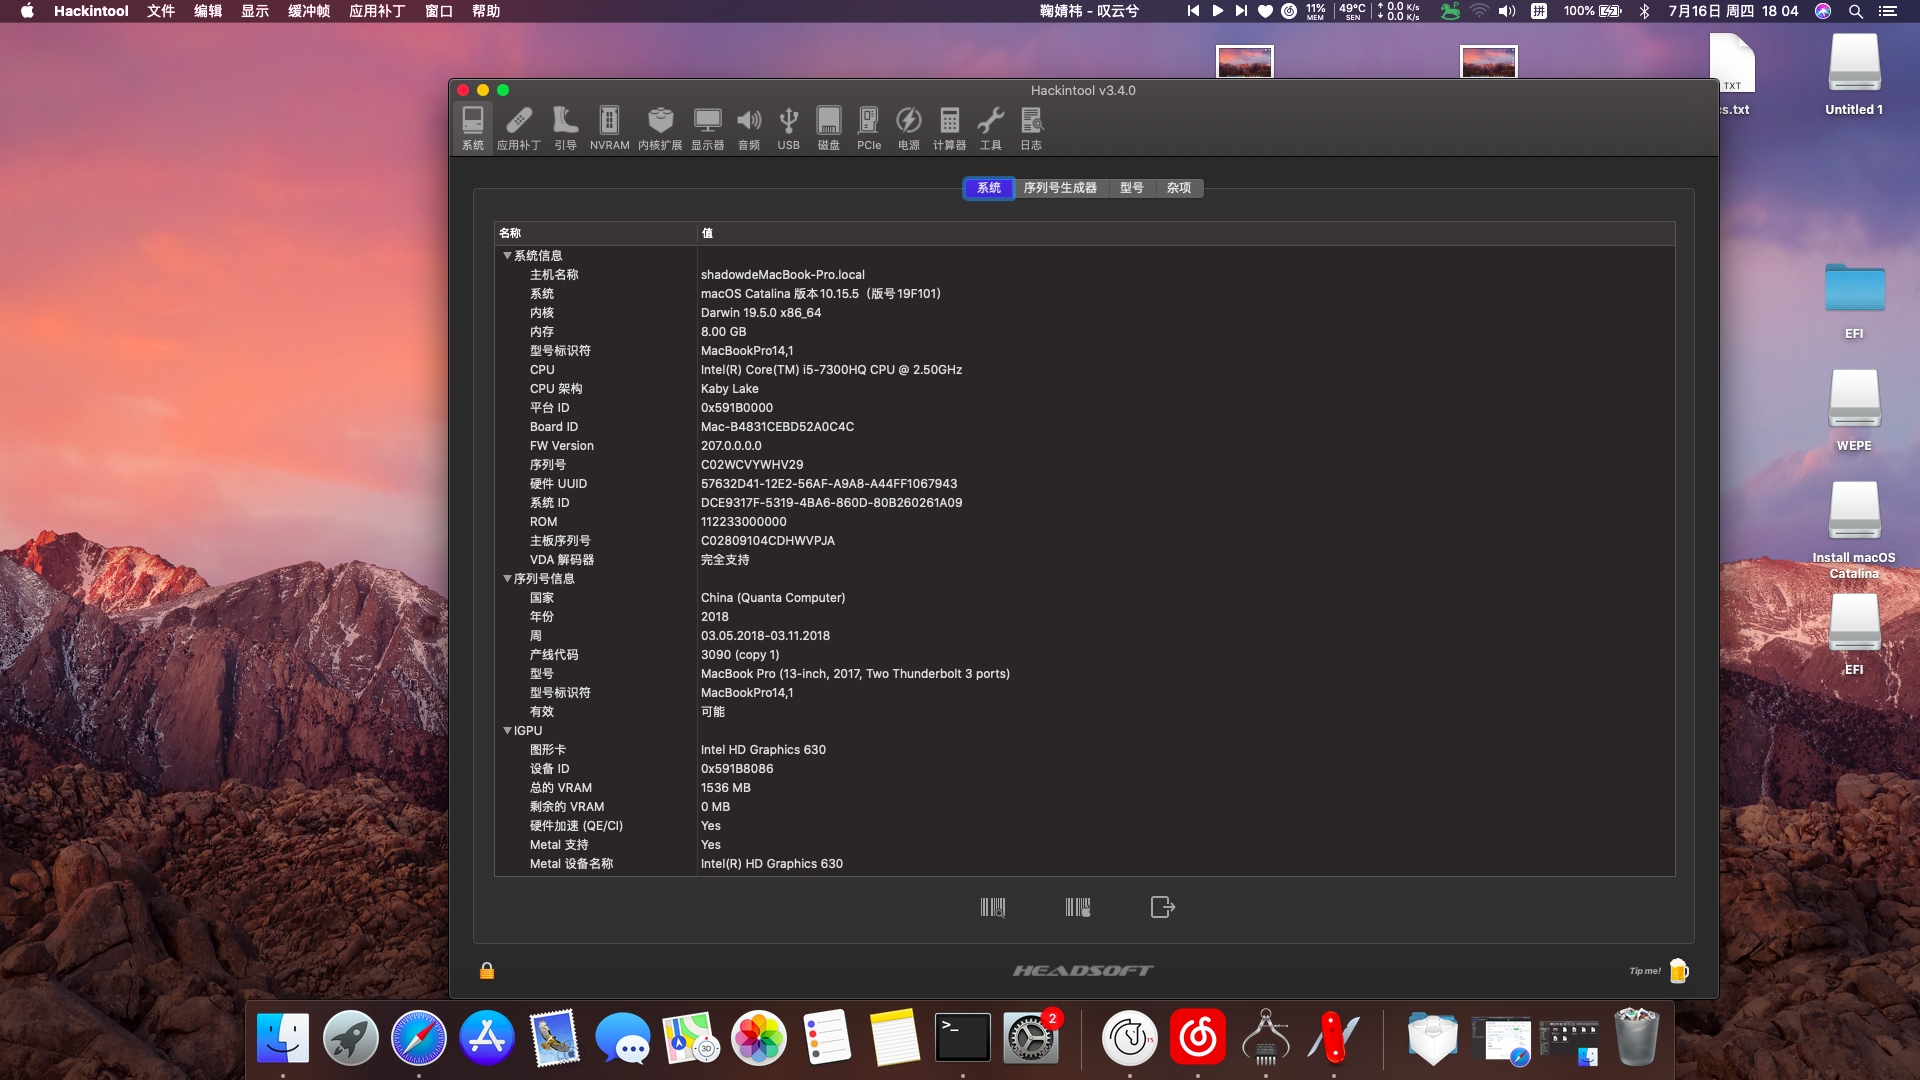 Hackintool 文件 编辑 显示 缓冲帧 应用补丁 窗口 帮助
鞠婧祎 - 叹云兮
11% MEM 49°C SEN 0.0 K/s 0.0 K/s 拼 100% 7月16日 周四 18 04
Hackintool v3.4.0
系统 应用补丁 引导 NVRAM 内核扩展 显示器 音频 USB 磁盘 PCIe 电源 计算器 工具 日志
系统 序列号生成器 型号 杂项
名称 值
系统信息
主机名称 shadowdeMacBook-Pro.local
系统 macOS Catalina 版本10.15.5（版号19F101）
内核 Darwin 19.5.0 x86_64
内存 8.00 GB
型号标识符 MacBookPro14,1
CPU Intel(R) Core(TM) i5-7300HQ CPU @ 2.50GHz
CPU 架构 Kaby Lake
平台 ID 0x591B0000
Board ID Mac-B4831CEBD52A0C4C
FW Version 207.0.0.0.0
序列号 C02WCVYWHV29
硬件 UUID 57632D41-12E2-56AF-A9A8-A44FF1067943
系统 ID DCE9317F-5319-4BA6-860D-80B260261A09
ROM 112233000000
主板序列号 C02809104CDHWVPJA
VDA 解码器 完全支持
序列号信息
国家 China (Quanta Computer)
年份 2018
周 03.05.2018-03.11.2018
产线代码 3090 (copy 1)
型号 MacBook Pro (13-inch, 2017, Two Thunderbolt 3 ports)
型号标识符 MacBookPro14,1
有效 可能
IGPU
图形卡 Intel HD Graphics 630
设备 ID 0x591B8086
总的 VRAM 1536 MB
剩余的 VRAM 0 MB
硬件加速 (QE/CI) Yes
Metal 支持 Yes
Metal 设备名称 Intel(R) HD Graphics 630
HEADSOFT
Tip me!
TXT
cs.txt
Untitled 1
EFI
WEPE
Install macOS
Catalina
EFI
>_
3D
2
TS